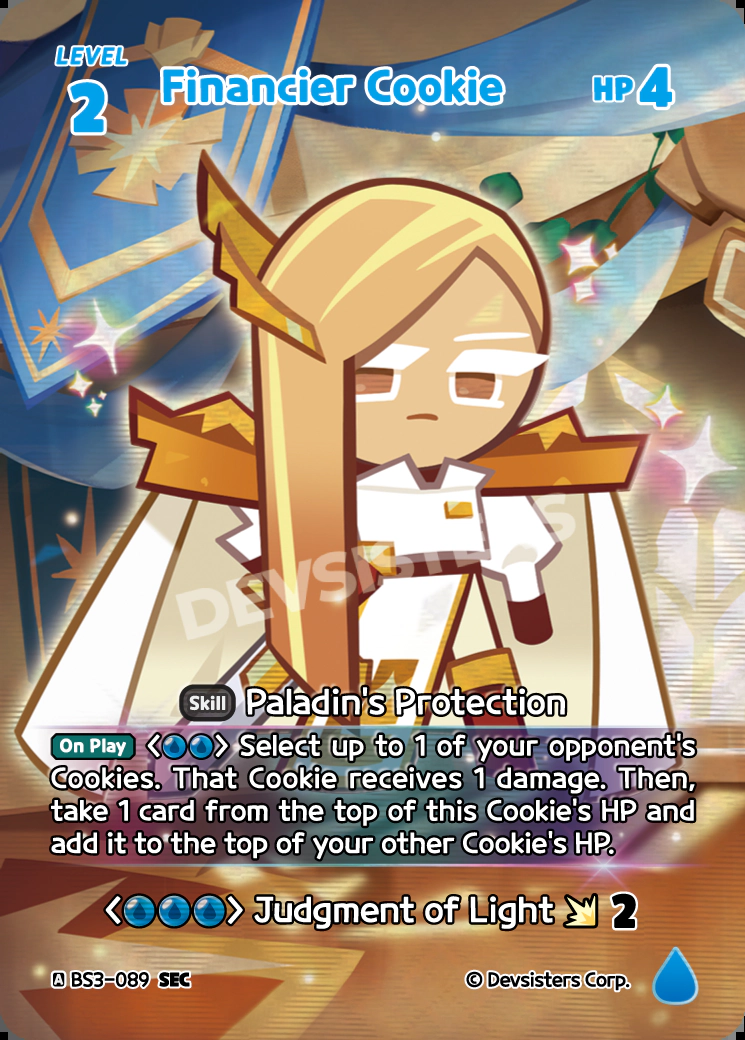 LEVEL
2
Financier Cookie
HP 4
DEVSISTERS
Skill Paladin's Protection
On Play < > Select up to 1 of your opponent's
Cookies. That Cookie receives 1 damage. Then,
take 1 card from the top of this Cookie's HP and
add it to the top of your other Cookie's HP.
< > Judgment of Light 2
A BS3-089 SEC
© Devsisters Corp.